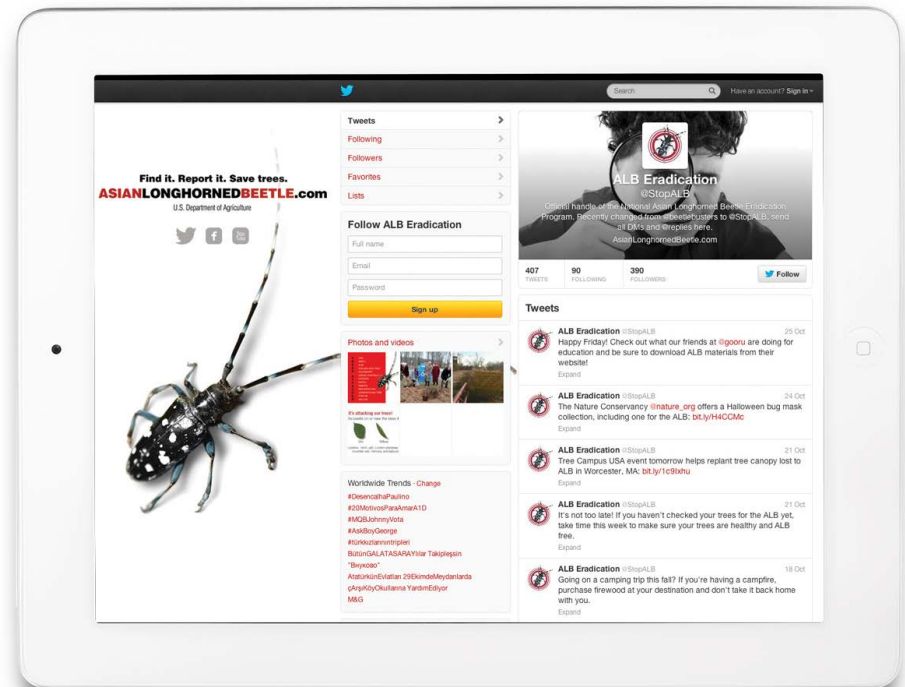 Search
Have an account? Sign in
Find it. Report it. Save trees.
ASIANLONGHORNEDBEETLE.com
U.S. Department of Agriculture
Tweets
Following
Followers
Favorites
Lists
Follow ALB Eradication
Full name
Email
Password
Sign up
Photos and videos
It's attacking our trees!
Worldwide Trends · Change
#DesencalhaPaulino
#20MotivosParaAmarA1D
#MQBJohnnyVota
#AskBoyGeorge
#türkkızlarınıntripleri
BütünGALATASARAYlılar Takipleşsin
"Внуково"
AtatürkünEvlatları 29EkimdeMeydanlarda
çArşıKöyOkullarına YardımEdiyor
M&G
ALB Eradication
@StopALB
Official handle of the National Asian Longhorned Beetle Eradication
Program. Recently changed from @beetlebusters to @StopALB, send
all DMs and @replies here.
AsianLonghornedBeetle.com
407 90 390
TWEETS FOLLOWING FOLLOWERS
Follow
Tweets
ALB Eradication @StopALB 25 Oct
Happy Friday! Check out what our friends at @gooru are doing for
education and be sure to download ALB materials from their
website!
Expand
ALB Eradication @StopALB 24 Oct
The Nature Conservancy @nature_org offers a Halloween bug mask
collection, including one for the ALB: bit.ly/H4CCMc
Expand
ALB Eradication @StopALB 21 Oct
Tree Campus USA event tomorrow helps replant tree canopy lost to
ALB in Worcester, MA: bit.ly/1c9Ixhu
Expand
ALB Eradication @StopALB 21 Oct
It's not too late! If you haven't checked your trees for the ALB yet,
take time this week to make sure your trees are healthy and ALB
free.
Expand
ALB Eradication @StopALB 18 Oct
Going on a camping trip this fall? If you're having a campfire,
purchase firewood at your destination and don't take it back home
with you.
Expand